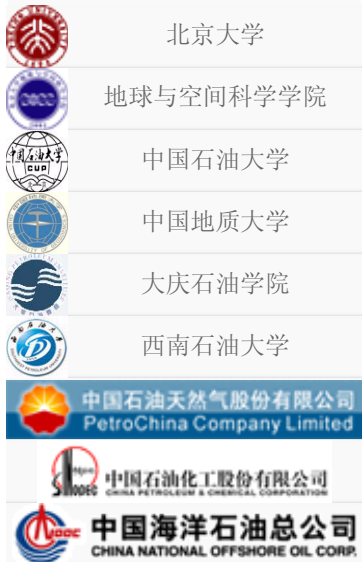 北京大学
地球与空间科学学院
中国石油大学
CUP
中国地质大学
大庆石油学院
西南石油大学
中国石油天然气股份有限公司
PetroChina Company Limited
中国石油化工股份有限公司
CHINA PETROLEUM & CHEMICAL CORPORATION
中国海洋石油总公司
CHINA NATIONAL OFFSHORE OIL CORP.